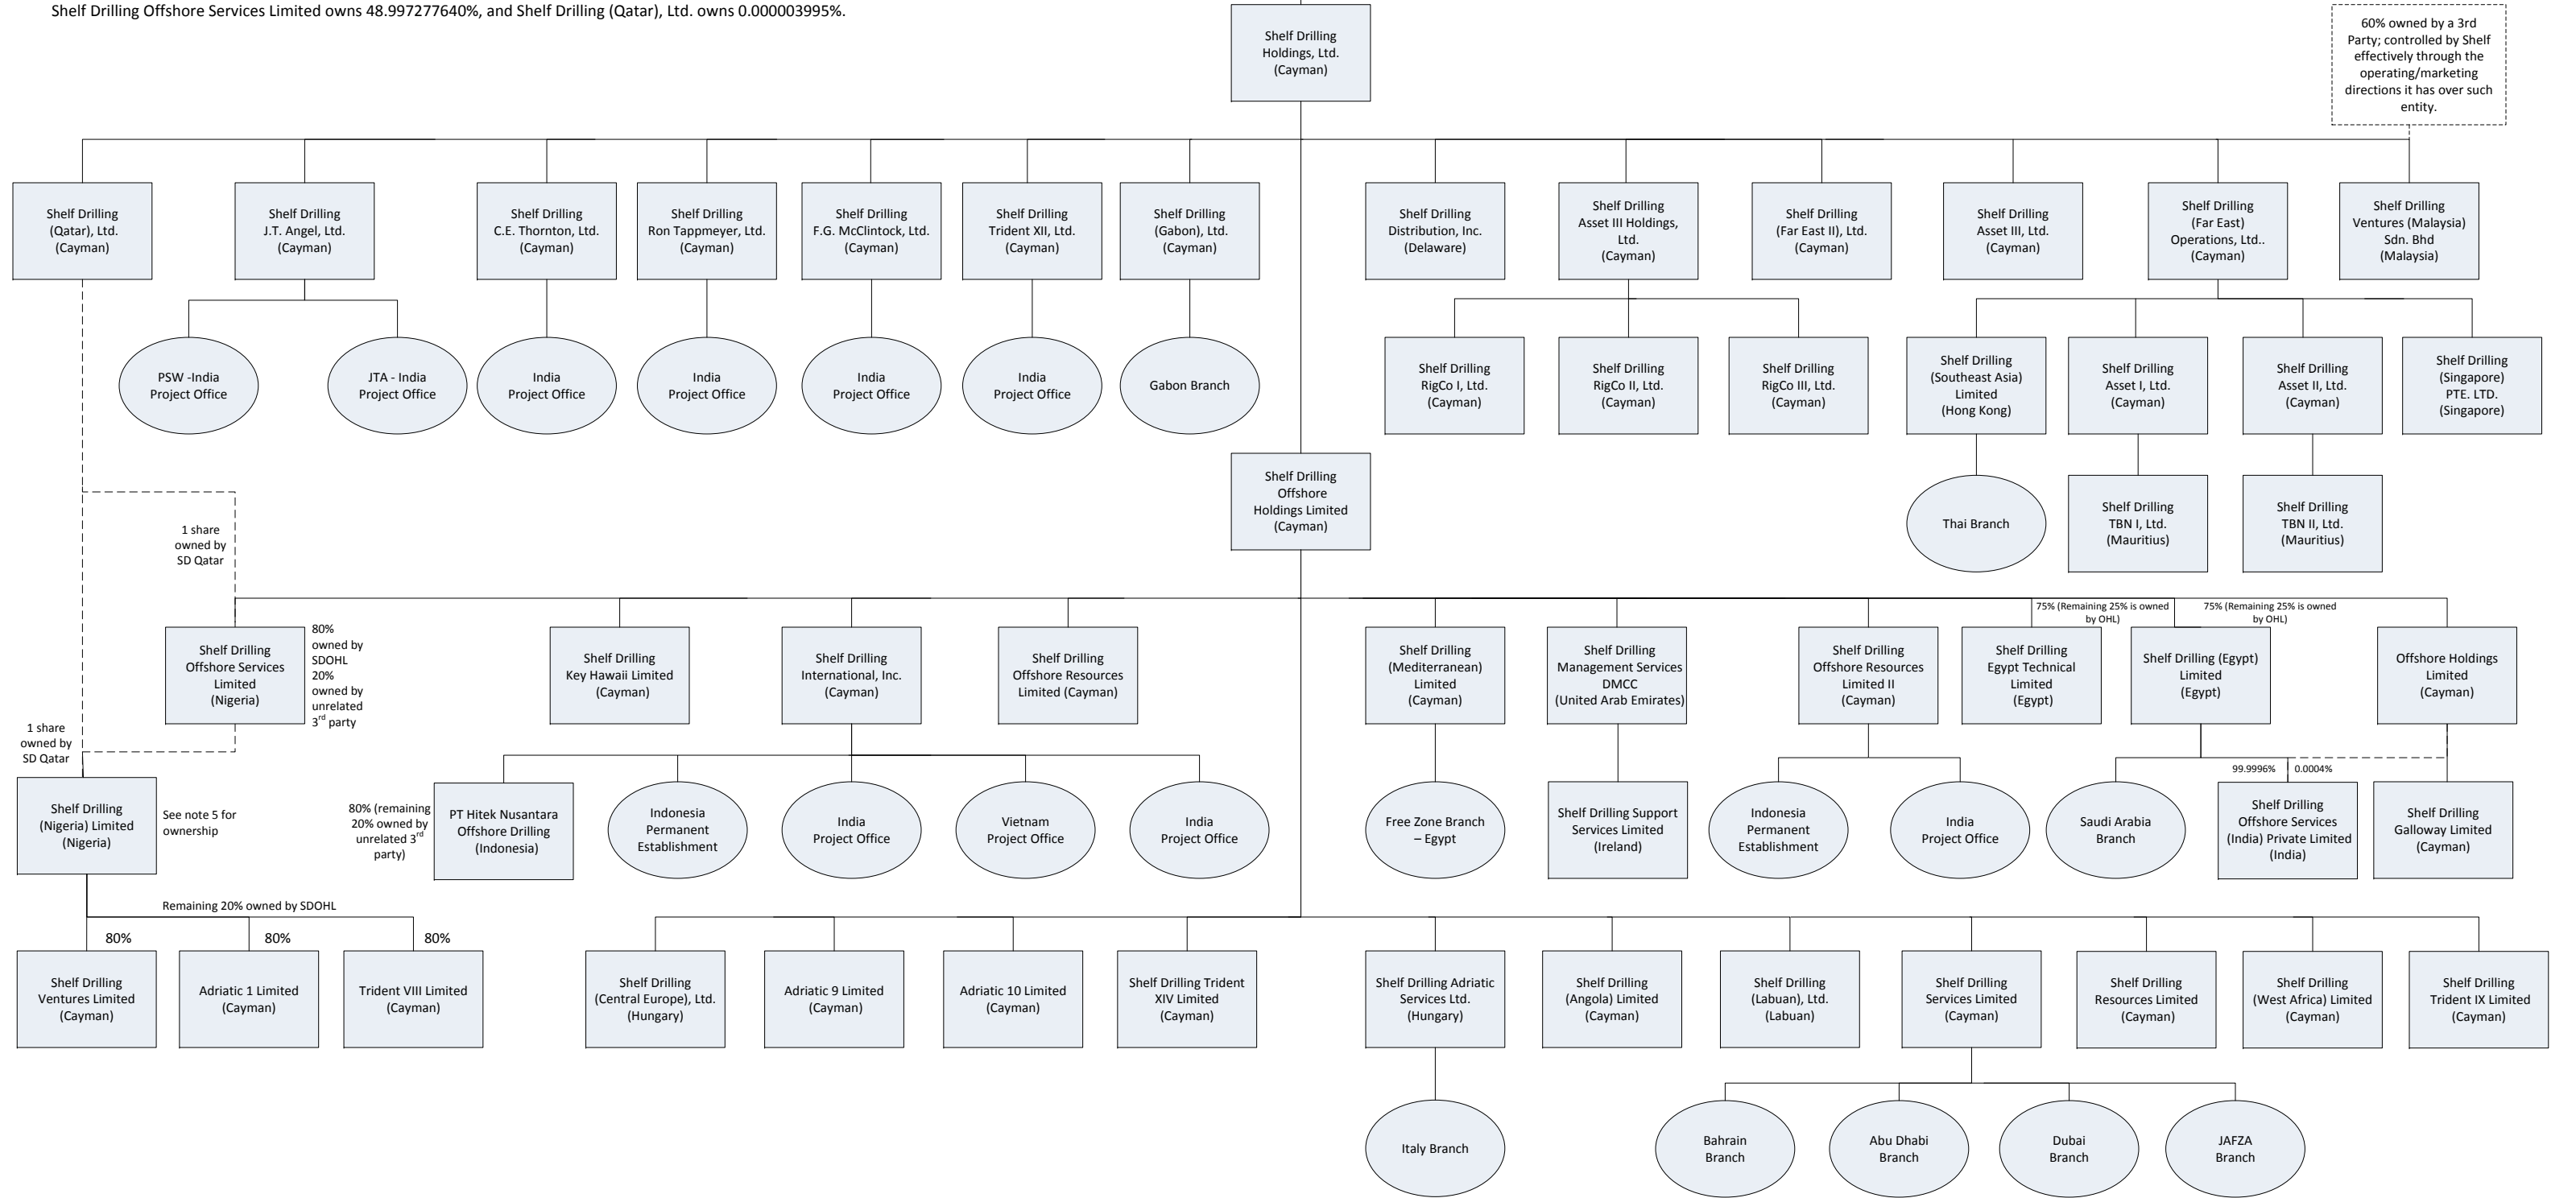 Shelf Drilling Offshore Services Limited owns 48.997277640%, and Shelf Drilling (Qatar), Ltd. owns 0.000003995%.
Shelf Drilling
Holdings, Ltd.
(Cayman)
60% owned by a 3rd
Party; controlled by Shelf
effectively through the
operating/marketing
directions it has over such
entity.
Shelf Drilling
(Qatar), Ltd.
(Cayman)
Shelf Drilling
J.T. Angel, Ltd.
(Cayman)
Shelf Drilling
C.E. Thornton, Ltd.
(Cayman)
Shelf Drilling
Ron Tappmeyer, Ltd.
(Cayman)
Shelf Drilling
F.G. McClintock, Ltd.
(Cayman)
Shelf Drilling
Trident XII, Ltd.
(Cayman)
Shelf Drilling
(Gabon), Ltd.
(Cayman)
Shelf Drilling
Distribution, Inc.
(Delaware)
Shelf Drilling
Asset III Holdings,
Ltd.
(Cayman)
Shelf Drilling
(Far East II), Ltd.
(Cayman)
Shelf Drilling
Asset III, Ltd.
(Cayman)
Shelf Drilling
(Far East)
Operations, Ltd..
(Cayman)
Shelf Drilling
Ventures (Malaysia)
Sdn. Bhd
(Malaysia)
PSW -India
Project Office
JTA - India
Project Office
India
Project Office
India
Project Office
India
Project Office
India
Project Office
Gabon Branch
Shelf Drilling
RigCo I, Ltd.
(Cayman)
Shelf Drilling
RigCo II, Ltd.
(Cayman)
Shelf Drilling
RigCo III, Ltd.
(Cayman)
Shelf Drilling
(Southeast Asia)
Limited
(Hong Kong)
Shelf Drilling
Asset I, Ltd.
(Cayman)
Shelf Drilling
Asset II, Ltd.
(Cayman)
Shelf Drilling
(Singapore)
PTE. LTD.
(Singapore)
Shelf Drilling
Offshore
Holdings Limited
(Cayman)
Thai Branch
Shelf Drilling
TBN I, Ltd.
(Mauritius)
Shelf Drilling
TBN II, Ltd.
(Mauritius)
1 share
owned by
SD Qatar
Shelf Drilling
Offshore Services
Limited
(Nigeria)
80%
owned by
SDOHL
20%
owned by
unrelated
3rd party
Shelf Drilling
Key Hawaii Limited
(Cayman)
Shelf Drilling
International, Inc.
(Cayman)
Shelf Drilling
Offshore Resources
Limited (Cayman)
Shelf Drilling
(Mediterranean)
Limited
(Cayman)
Shelf Drilling
Management Services
DMCC
(United Arab Emirates)
Shelf Drilling
Offshore Resources
Limited II
(Cayman)
75% (Remaining 25% is owned
by OHL)
Shelf Drilling
Egypt Technical
Limited
(Egypt)
75% (Remaining 25% is owned
by OHL)
Shelf Drilling (Egypt)
Limited
(Egypt)
Offshore Holdings
Limited
(Cayman)
1 share
owned by
SD Qatar
Shelf Drilling
(Nigeria) Limited
(Nigeria)
See note 5 for
ownership
80% (remaining
20% owned by
unrelated 3rd
party)
PT Hitek Nusantara
Offshore Drilling
(Indonesia)
Indonesia
Permanent
Establishment
India
Project Office
Vietnam
Project Office
India
Project Office
Free Zone Branch
– Egypt
Shelf Drilling Support
Services Limited
(Ireland)
Indonesia
Permanent
Establishment
India
Project Office
Saudi Arabia
Branch
99.9996%
0.0004%
Shelf Drilling
Offshore Services
(India) Private Limited
(India)
Shelf Drilling
Galloway Limited
(Cayman)
Remaining 20% owned by SDOHL
80%
80%
80%
Shelf Drilling
Ventures Limited
(Cayman)
Adriatic 1 Limited
(Cayman)
Trident VIII Limited
(Cayman)
Shelf Drilling
(Central Europe), Ltd.
(Hungary)
Adriatic 9 Limited
(Cayman)
Adriatic 10 Limited
(Cayman)
Shelf Drilling Trident
XIV Limited
(Cayman)
Shelf Drilling Adriatic
Services Ltd.
(Hungary)
Shelf Drilling
(Angola) Limited
(Cayman)
Shelf Drilling
(Labuan), Ltd.
(Labuan)
Shelf Drilling
Services Limited
(Cayman)
Shelf Drilling
Resources Limited
(Cayman)
Shelf Drilling
(West Africa) Limited
(Cayman)
Shelf Drilling
Trident IX Limited
(Cayman)
Italy Branch
Bahrain
Branch
Abu Dhabi
Branch
Dubai
Branch
JAFZA
Branch